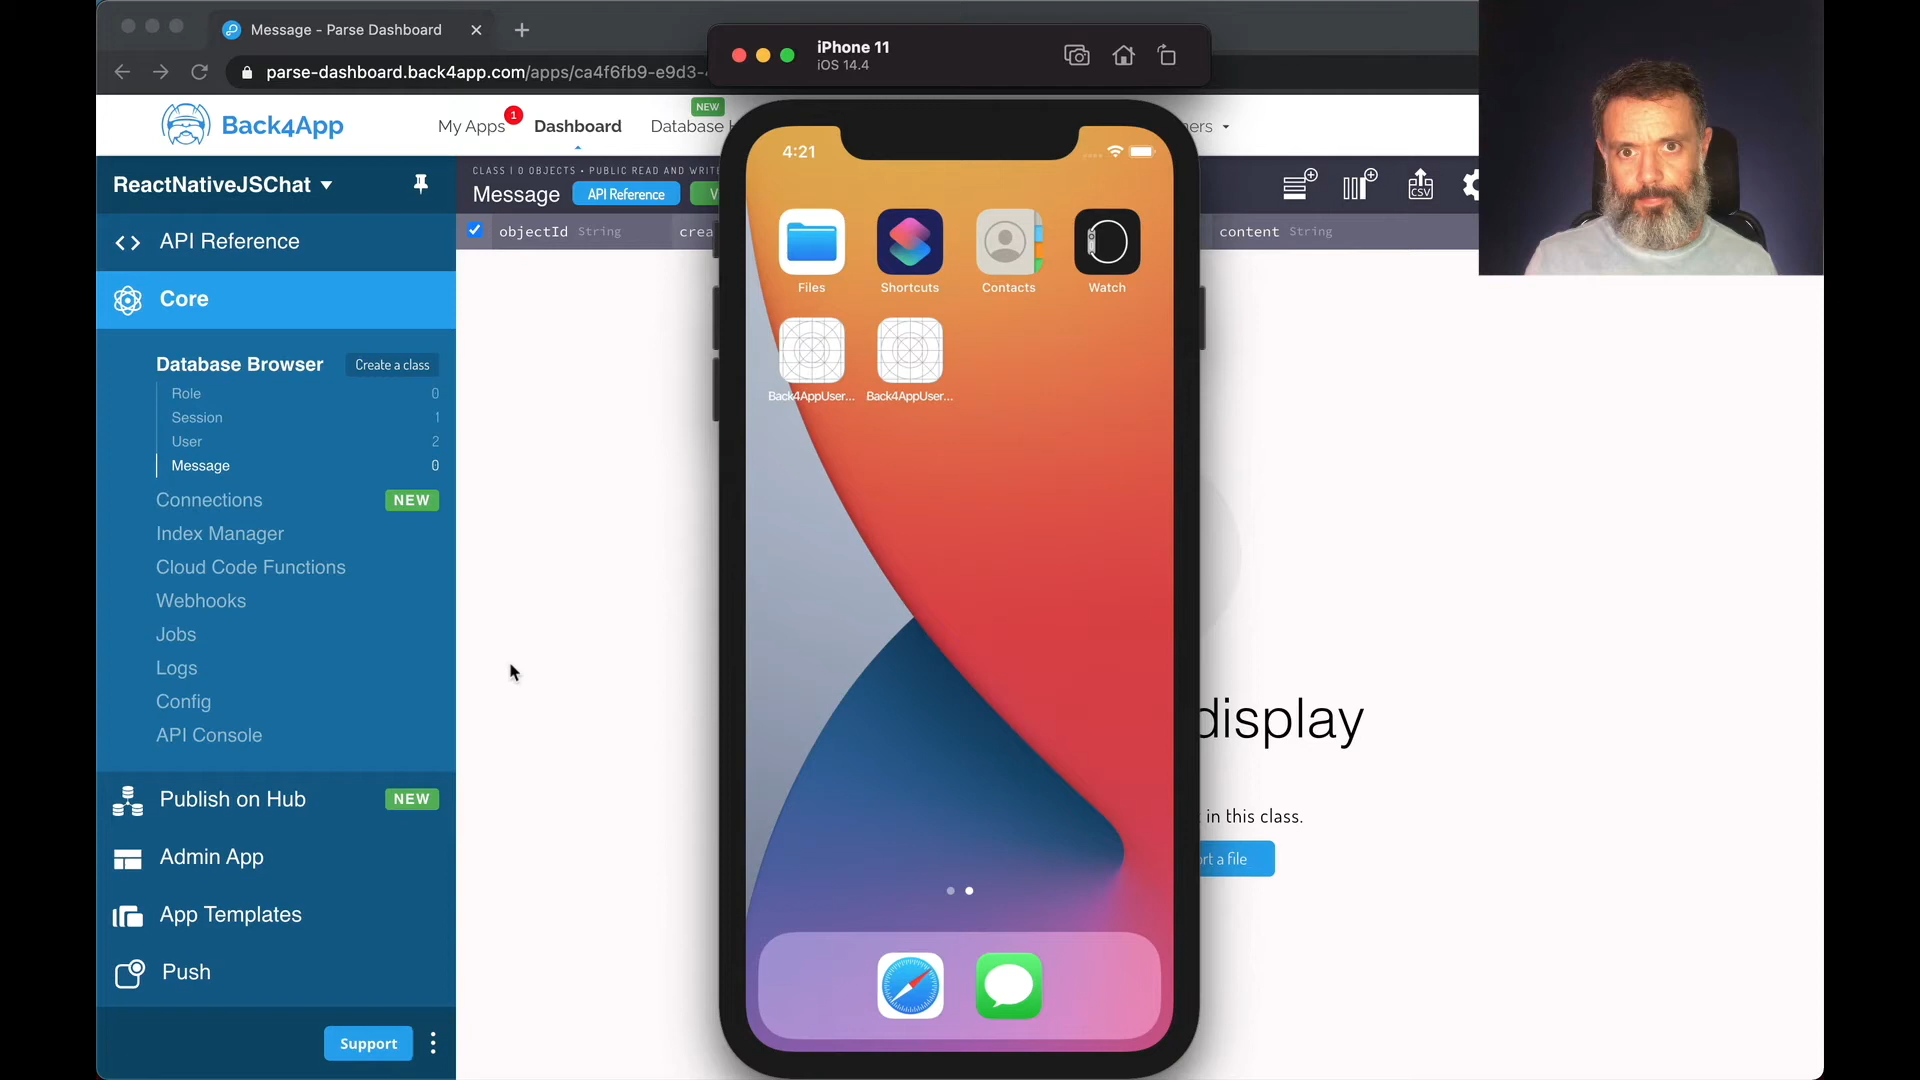 Message - Parse Dashboard
iPhone 11
iOS 14.4
parse-dashboard.back4app.com/apps/ca4f6fb9-e9d3-
Back4App
My Apps
1
Dashboard
NEW
Database
ReactNativeJSChat
CLASS | 0 OBJECTS • PUBLIC READ AND WRITE
Message
API Reference
CSV
objectId String
crea
content String
API Reference
Core
Database Browser
Create a class
Role 0
Session 1
User 2
Message 0
Connections
NEW
Index Manager
Cloud Code Functions
Webhooks
Jobs
Logs
Config
API Console
Publish on Hub
NEW
Admin App
App Templates
Push
Support
4:21
Files
Shortcuts
Contacts
Watch
Back4AppUser...
Back4AppUser...
display
in this class.
rt a file